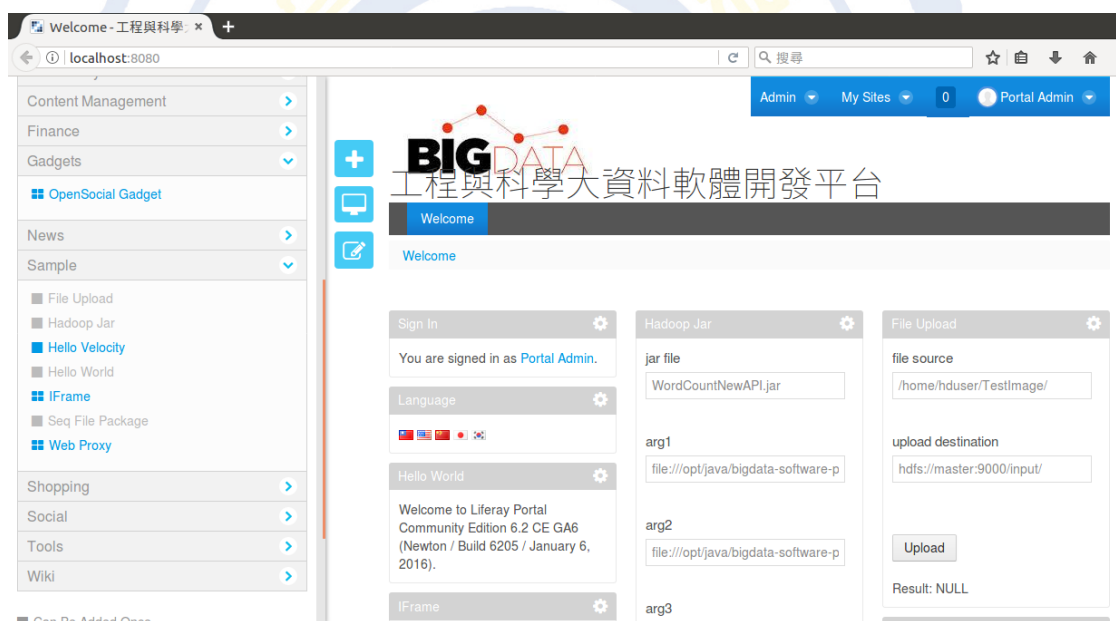 Welcome - 工程與科學
localhost:8080
搜尋
Content Management
Finance
Gadgets
OpenSocial Gadget
News
Sample
File Upload
Hadoop Jar
Hello Velocity
Hello World
IFrame
Seq File Package
Web Proxy
Shopping
Social
Tools
Wiki
Can Be Added Once
Admin
My Sites
0
Portal Admin
BIGDATA
工程與科學大資料軟體開發平台
Welcome
Welcome
Sign In
You are signed in as Portal Admin.
Language
Hello World
Welcome to Liferay Portal
Community Edition 6.2 CE GA6
(Newton / Build 6205 / January 6,
2016).
IFrame
Hadoop Jar
jar file
WordCountNewAPI.jar
arg1
file:///opt/java/bigdata-software-p
arg2
file:///opt/java/bigdata-software-p
arg3
File Upload
file source
/home/hduser/TestImage/
upload destination
hdfs://master:9000/input/
Upload
Result: NULL